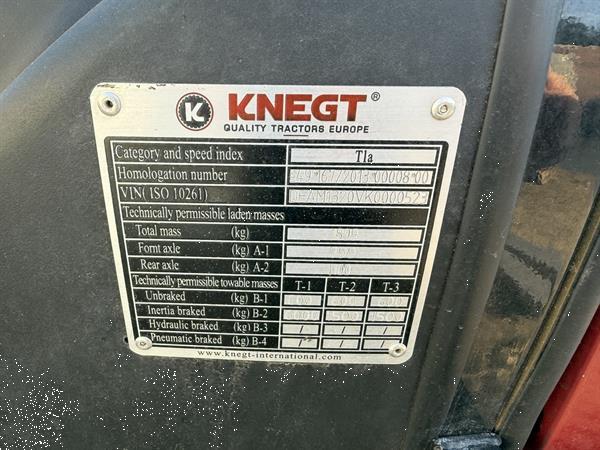 K KNEGT®
QUALITY TRACTORS EUROPE
Category and speed index T1a
Homologation number
VIN( ISO 10261)
Technically permissible laden masses
Total mass (kg)
Fornt axle (kg) A-1
Rear axle (kg) A-2
Technically permissible towable masses T-1 T-2 T-3
Unbraked (kg) B-1
Inertia braked (kg) B-2
Hydraulic braked (kg) B-3 / / /
Pneumatic braked (kg) B-4 / / /
www.knegt-international.com